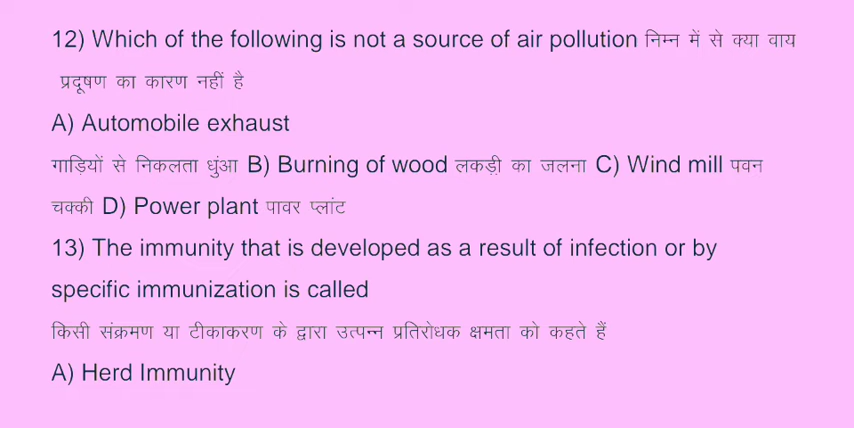 12) Which of the following is not a source of air pollution निम्न में से क्या वाय
प्रदूषण का कारण नहीं है
A) Automobile exhaust
गाड़ियों से निकलता धुंआ B) Burning of wood लकड़ी का जलना C) Wind mill पवन
चक्की D) Power plant पावर प्लांट
13) The immunity that is developed as a result of infection or by
specific immunization is called
किसी संक्रमण या टीकाकरण के द्वारा उत्पन्न प्रतिरोधक क्षमता को कहते हैं
A) Herd Immunity